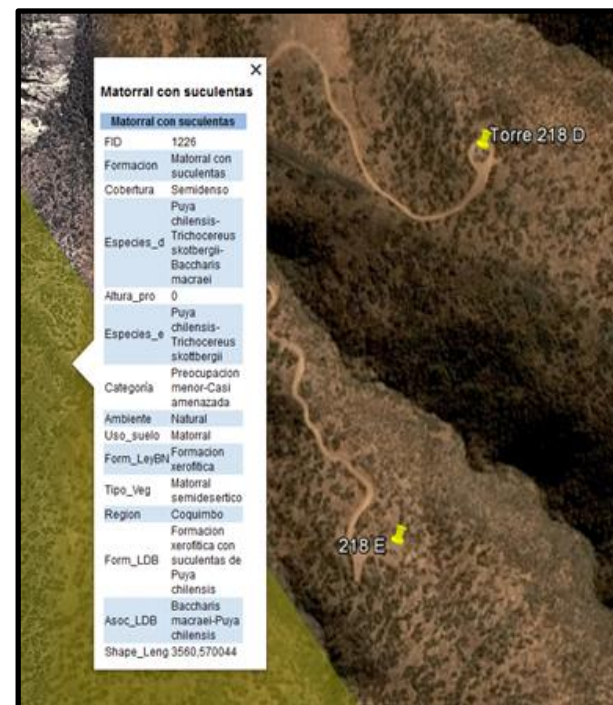 Matorral con suculentas
Matorral con suculentas
FID 1226
Formacion Matorral con
suculentas
Cobertura Semidenso
Especies_d Puya
chilensis-
Trichocereus
skotbergii-
Baccharis
macraei
Altura_pro 0
Especies_e Puya
chilensis-
Trichocereus
skottbergii
Categoría Preocupacion
menor-Casi
amenazada
Ambiente Natural
Uso_suelo Matorral
Form_LeyBN Formacion
xerofitica
Tipo_Veg Matorral
semidesertico
Region Coquimbo
Form_LDB Formacion
xerofitica con
suculentas de
Puya
chilensis
Asoc_LDB Baccharis
macraei-Puya
chilensis
Shape_Leng 3560,570044
Torre 218 D
218 E